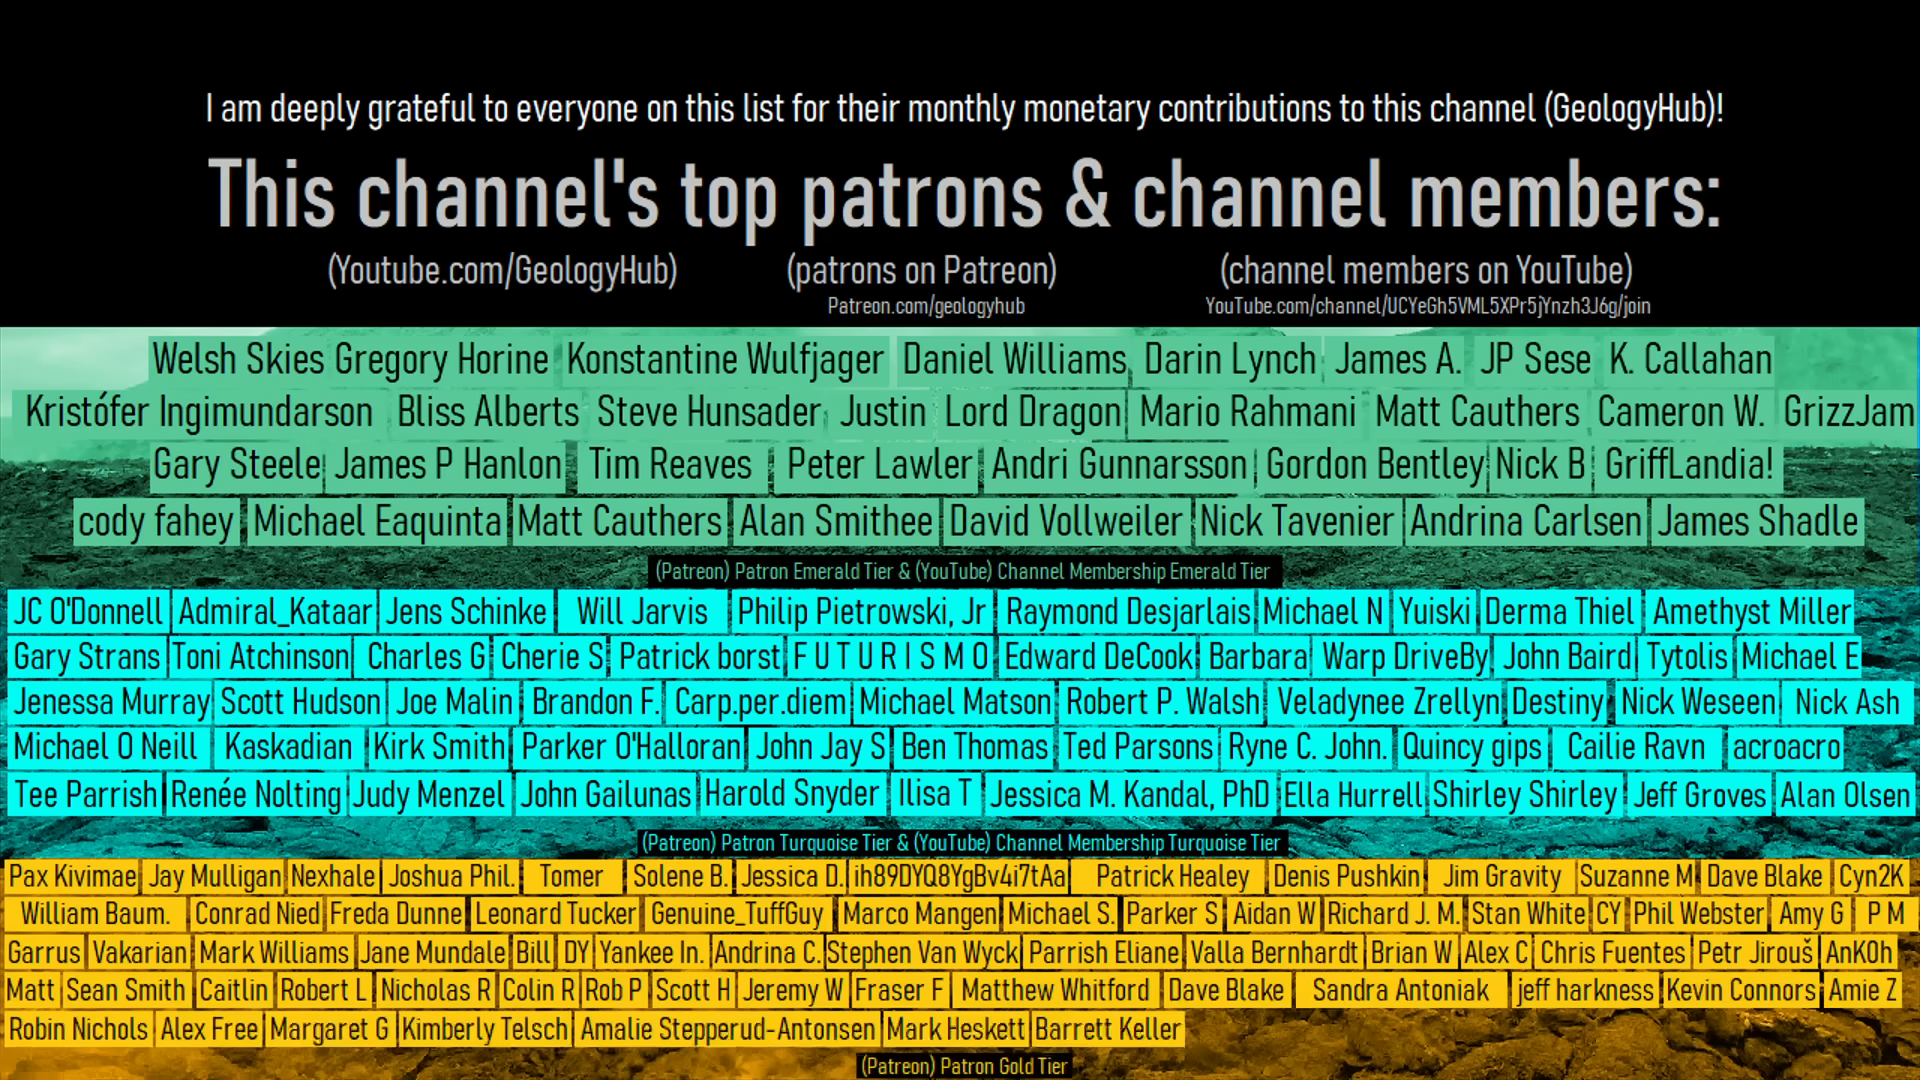 I am deeply grateful to everyone on this list for their monthly monetary contributions to this channel (GeologyHub)!
This channel's top patrons & channel members:
(Youtube.com/GeologyHub) (patrons on Patreon) (channel members on YouTube)
Patreon.com/geologyhub YouTube.com/channel/UCYeGh5VML5XPr5jYnzh3J6g/join
Welsh Skies Gregory Horine Konstantine Wulfjager Daniel Williams Darin Lynch James A. JP Sese K. Callahan
Kristófer Ingimundarson Bliss Alberts Steve Hunsader Justin Lord Dragon Mario Rahmani Matt Cauthers Cameron W. GrizzJam
Gary Steele James P Hanlon Tim Reaves Peter Lawler Andri Gunnarsson Gordon Bentley Nick B GriffLandia!
cody fahey Michael Eaquinta Matt Cauthers Alan Smithee David Vollweiler Nick Tavenier Andrina Carlsen James Shadle
(Patreon) Patron Emerald Tier & (YouTube) Channel Membership Emerald Tier
JC O'Donnell Admiral_Kataar Jens Schinke Will Jarvis Philip Pietrowski, Jr Raymond Desjarlais Michael N Yuiski Derma Thiel Amethyst Miller
Gary Strans Toni Atchinson Charles G Cherie S Patrick borst F U T U R I S M O Edward DeCook Barbara Warp DriveBy John Baird Tytolis Michael E
Jenessa Murray Scott Hudson Joe Malin Brandon F. Carp.per.diem Michael Matson Robert P. Walsh Veladynee Zrellyn Destiny Nick Weseen Nick Ash
Michael O Neill Kaskadian Kirk Smith Parker O'Halloran John Jay S Ben Thomas Ted Parsons Ryne C. John. Quincy gips Cailie Ravn acroacro
Tee Parrish Renée Nolting Judy Menzel John Gailunas Harold Snyder Ilisa T Jessica M. Kandal, PhD Ella Hurrell Shirley Shirley Jeff Groves Alan Olsen
(Patreon) Patron Turquoise Tier & (YouTube) Channel Membership Turquoise Tier
Pax Kivimae Jay Mulligan Nexhale Joshua Phil. Tomer Solene B. Jessica D. ih89DYQ8YgBv4i7tAa Patrick Healey Denis Pushkin Jim Gravity Suzanne M Dave Blake Cyn2K
William Baum. Conrad Nied Freda Dunne Leonard Tucker Genuine_TuffGuy Marco Mangen Michael S. Parker S Aidan W Richard J. M. Stan White CY Phil Webster Amy G P M
Garrus Vakarian Mark Williams Jane Mundale Bill DY Yankee In. Andrina C. Stephen Van Wyck Parrish Eliane Valla Bernhardt Brian W Alex C Chris Fuentes Petr Jirouš AnK0h
Matt Sean Smith Caitlin Robert L Nicholas R Colin R Rob P Scott H Jeremy W Fraser F Matthew Whitford Dave Blake Sandra Antoniak jeff harkness Kevin Connors Amie Z
Robin Nichols Alex Free Margaret G Kimberly Telsch Amalie Stepperud-Antonsen Mark Heskett Barrett Keller
(Patreon) Patron Gold Tier